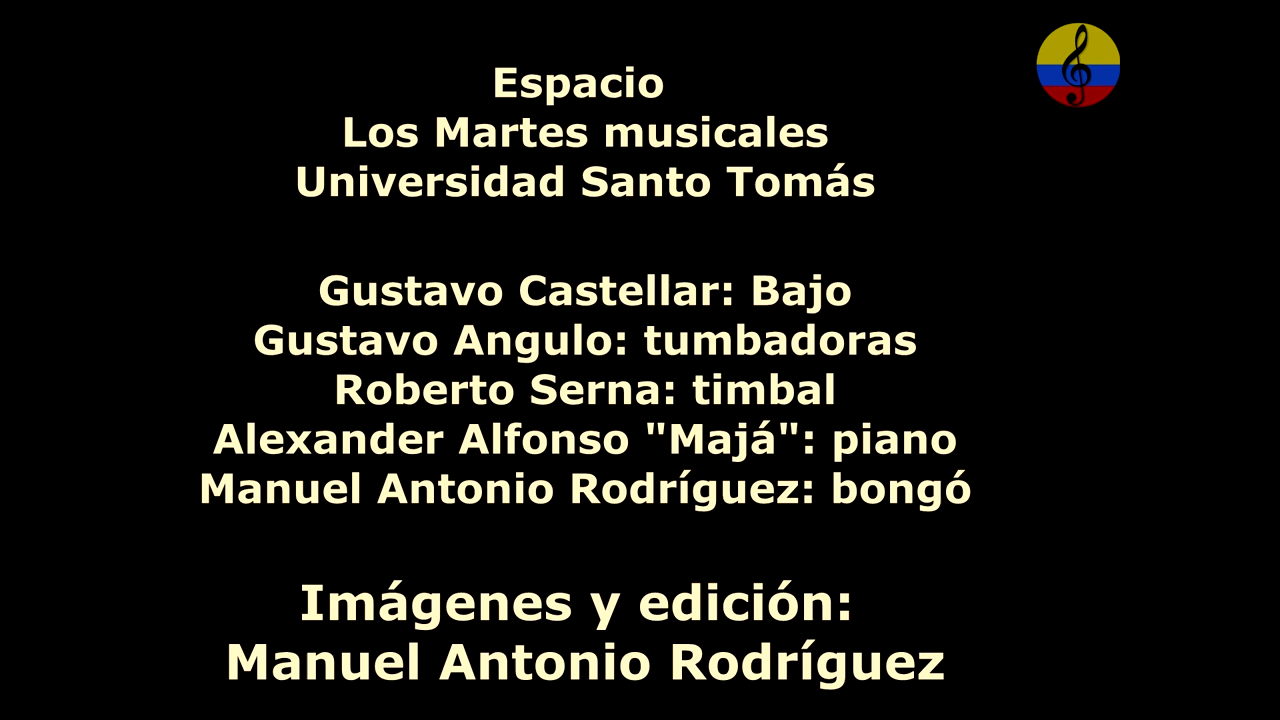 Espacio
Los Martes musicales
Universidad Santo Tomás
Gustavo Castellar: Bajo
Gustavo Angulo: tumbadoras
Roberto Serna: timbal
Alexander Alfonso "Majá": piano
Manuel Antonio Rodríguez: bongó
Imágenes y edición:
Manuel Antonio Rodríguez